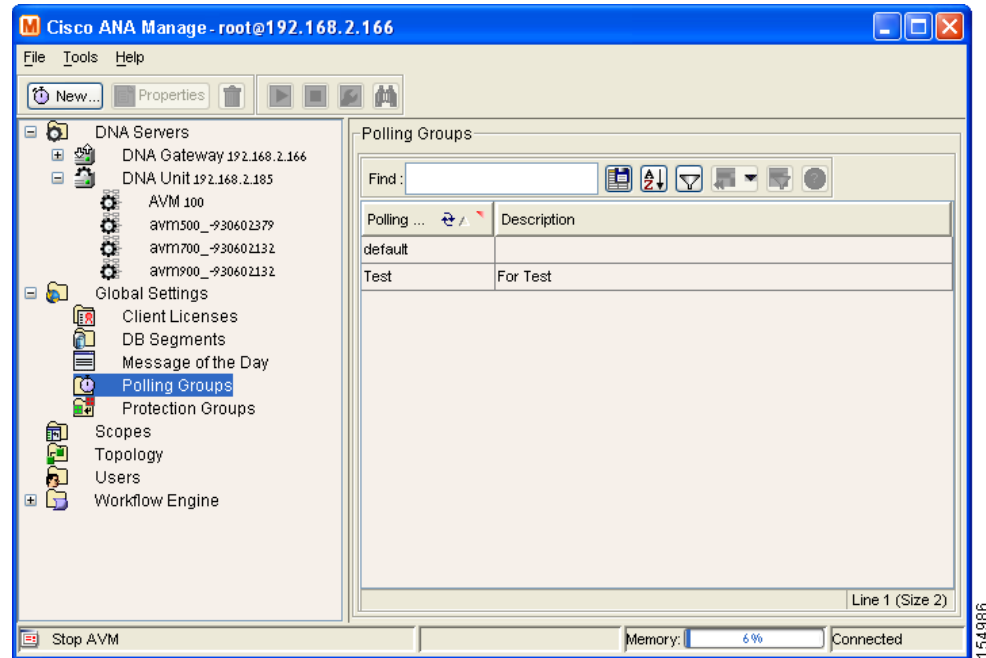 Cisco ANA Manage - root@192.168.2.166
File Tools Help
New... Properties
DNA Servers
DNA Gateway 192.168.2.166
DNA Unit 192.168.2.185
AVM 100
avm500_-930602379
avm700_-930602132
avm900_-930602132
Global Settings
Client Licenses
DB Segments
Message of the Day
Polling Groups
Protection Groups
Scopes
Topology
Users
Workflow Engine
Polling Groups
Find :
Polling ... Description
default
Test For Test
Line 1 (Size 2)
Stop AVM Memory: 6% Connected
154986